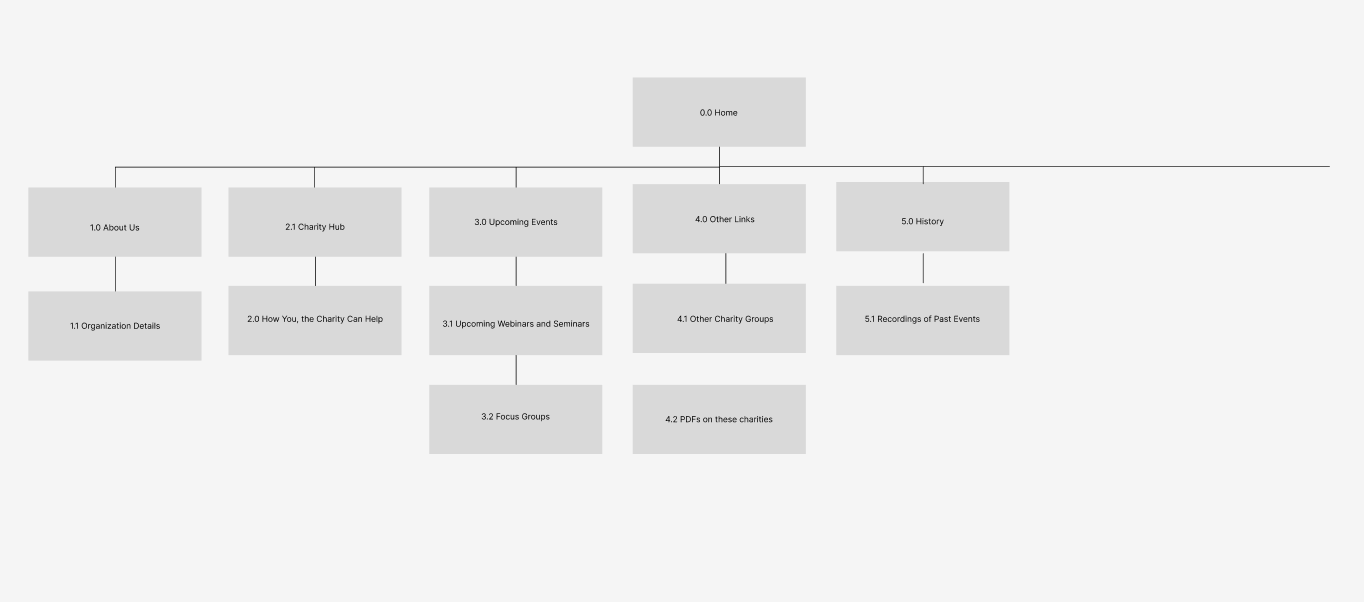 0.0 Home
1.0 About Us
2.1 Charity Hub
3.0 Upcoming Events
4.0 Other Links
5.0 History
1.1 Organization Details
2.0 How You, the Charity Can Help
3.1 Upcoming Webinars and Seminars
4.1 Other Charity Groups
5.1 Recordings of Past Events
3.2 Focus Groups
4.2 PDFs on these charities